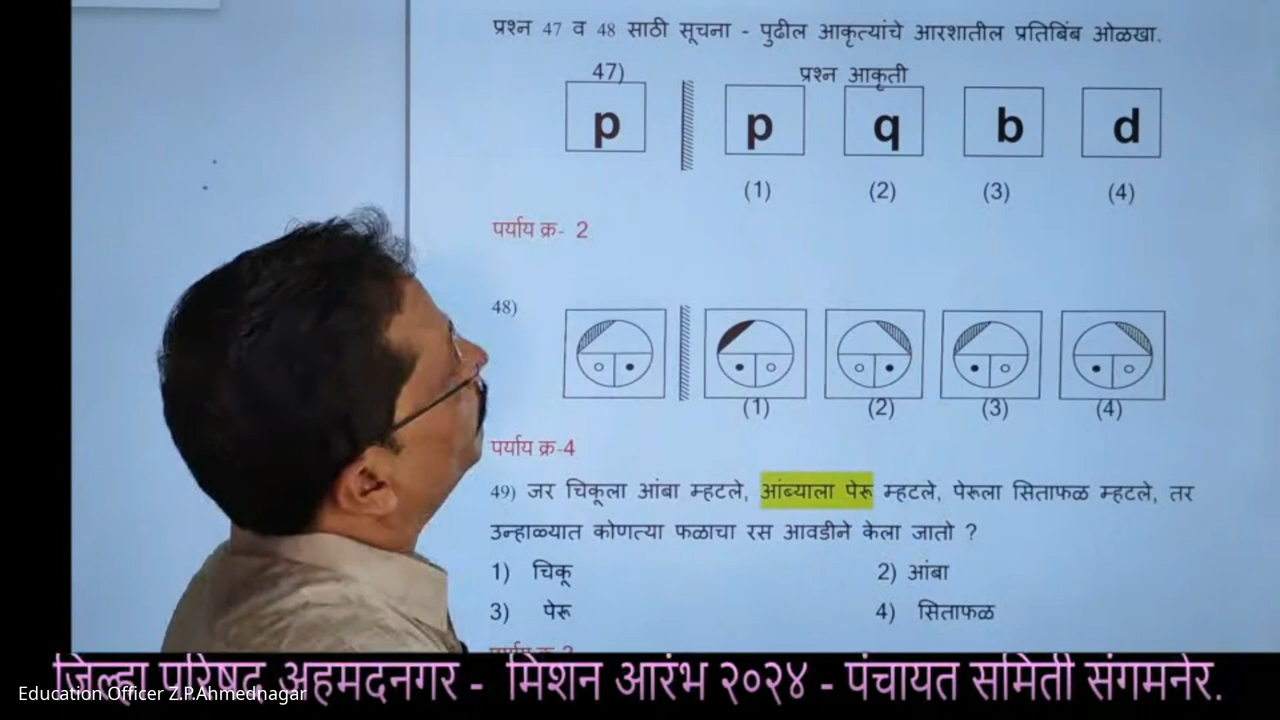 प्रश्न 47 व 48 साठी सूचना - पुढील आकृत्यांचे आरशातील प्रतिबिंब ओळखा.
47) प्रश्न आकृती
p p q b d
(1) (2) (3) (4)
पर्याय क्र- 2
48)
(1) (2) (3) (4)
पर्याय क्र-4
49) जर चिकूला आंबा म्हटले, आंब्याला पेरू म्हटले, पेरूला सिताफळ म्हटले, तर
उन्हाळ्यात कोणत्या फळाचा रस आवडीने केला जातो ?
1) चिकू 2) आंबा
3) पेरू 4) सिताफळ
जिल्हा परिषद अहमदनगर - मिशन आरंभ २०२४ - पंचायत समिती संगमनेर.
Education Officer Z.P.Ahmednagar